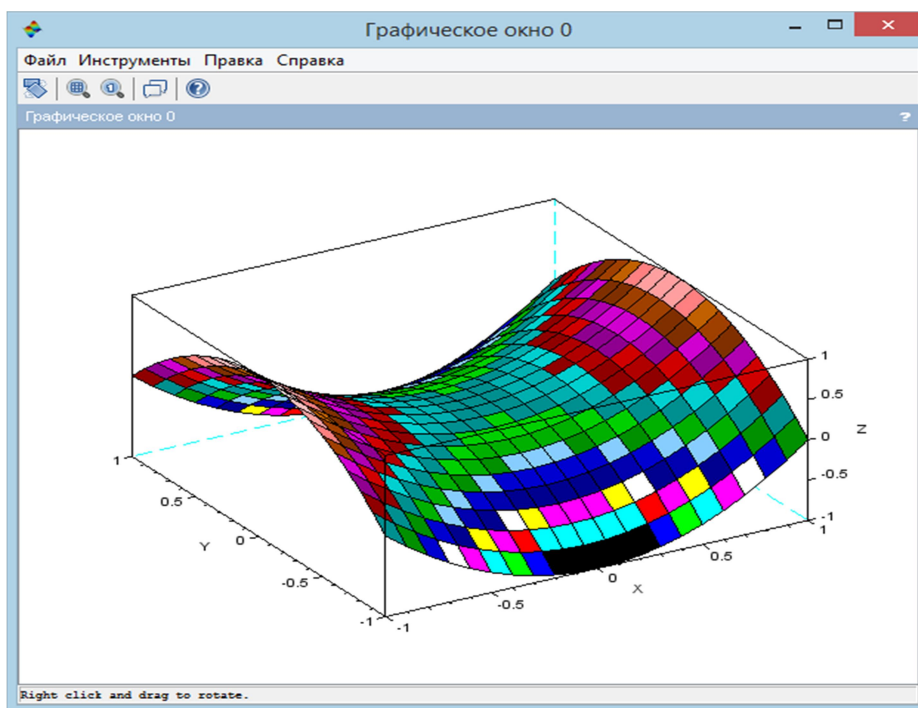 Графическое окно 0
Файл Инструменты Правка Справка
Графическое окно 0 ?
1
0.5
0
-0.5
-1
Y
-1
-0.5
0
0.5
1
X
1
0.5
0
-0.5
-1
Z
Right click and drag to rotate.